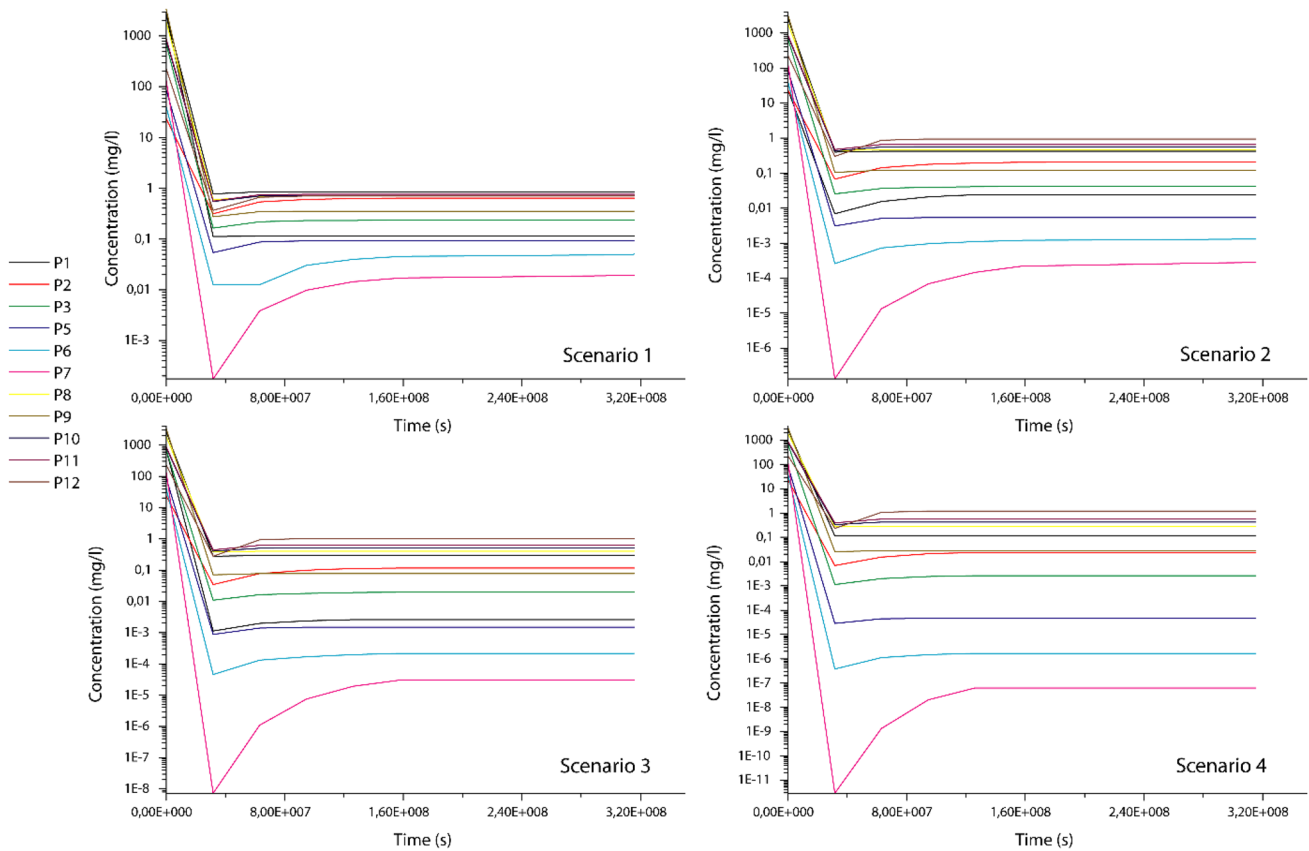 P1
P2
P3
P5
P6
P7
P8
P9
P10
P11
P12
Concentration (mg/l)
1000
100
10
1
0,1
0,01
1E-3
Scenario 1
0,00E+000 8,00E+007 1,60E+008 2,40E+008 3,20E+008
Time (s)
Concentration (mg/l)
1000
100
10
1
0,1
0,01
1E-3
1E-4
1E-5
1E-6
Scenario 2
0,00E+000 8,00E+007 1,60E+008 2,40E+008 3,20E+008
Time (s)
Concentration (mg/l)
1000
100
10
1
0,1
0,01
1E-3
1E-4
1E-5
1E-6
1E-7
1E-8
Scenario 3
0,00E+000 8,00E+007 1,60E+008 2,40E+008 3,20E+008
Time (s)
Concentration (mg/l)
1000
100
10
1
0,1
0,01
1E-3
1E-4
1E-5
1E-6
1E-7
1E-8
1E-9
1E-10
1E-11
Scenario 4
0,00E+000 8,00E+007 1,60E+008 2,40E+008 3,20E+008
Time (s)